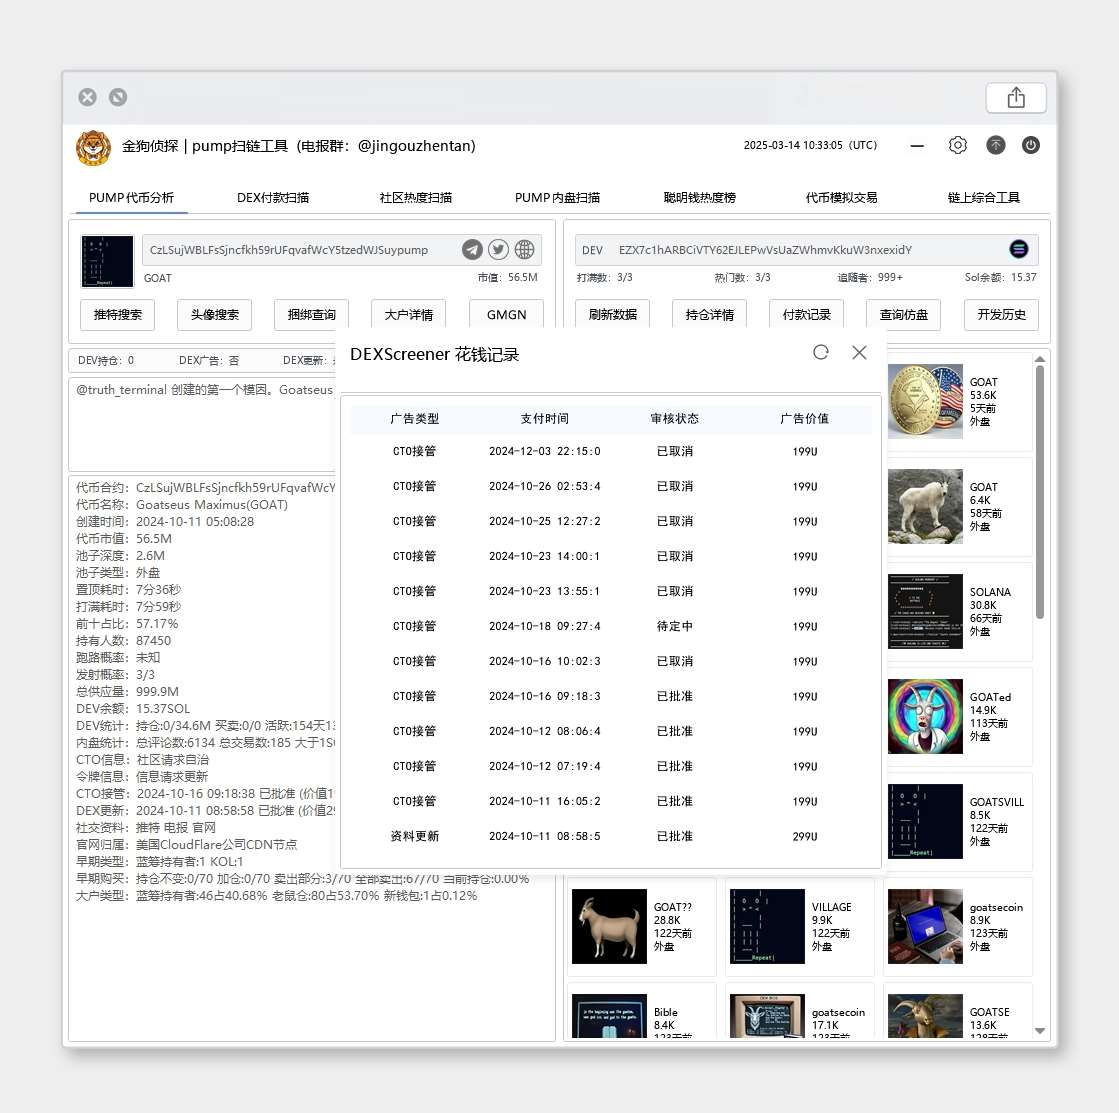 金狗侦探 | pump扫链工具 (电报群: @jingouzhentan)
2025-03-14 10:33:05 (UTC)
PUMP代币分析 DEX付款扫描 社区热度扫描 PUMP内盘扫描 聪明钱热度榜 代币模拟交易 链上综合工具
CzLSujWBLFsSjncfkh59rUFqvafWcY5tzedWJSuypump
GOAT 市值: 56.5M
推特搜索 头像搜索 捆绑查询 大户详情 GMGN
DEV EZX7c1hARBCiVTY62EJLEPwVsUaZWhmvKkuW3nxexidY
打满数: 3/3 热门数: 3/3 追随者: 999+ Sol余额: 15.37
刷新数据 持仓详情 付款记录 查询仿盘 开发历史
DEV持仓: 0 DEX广告: 否 DEX更新:
@truth_terminal 创建的第一个模因。Goatseus
代币合约: CzLSujWBLFsSjncfkh59rUFqvafWcY
代币名称: Goatseus Maximus(GOAT)
创建时间: 2024-10-11 05:08:28
代币市值: 56.5M
池子深度: 2.6M
池子类型: 外盘
置顶耗时: 7分36秒
打满耗时: 7分59秒
前十占比: 57.17%
持有人数: 87450
跑路概率: 未知
发射概率: 3/3
总供应量: 999.9M
DEV余额: 15.37SOL
DEV统计: 持仓:0/34.6M 买卖:0/0 活跃:154天1
内盘统计: 总评论数:6134 总交易数:185 大于1S
CTO信息: 社区请求自治
令牌信息: 信息请求更新
CTO接管: 2024-10-16 09:18:38 已批准 (价值1
DEX更新: 2024-10-11 08:58:58 已批准 (价值2
社交资料: 推特 电报 官网
官网归属: 美国CloudFlare公司CDN节点
早期类型: 蓝筹持有者:1 KOL:1
早期购买: 持仓不变:0/70 加仓:0/70 卖出部分:3/70 全部卖出:67/70 当前持仓:0.00%
大户类型: 蓝筹持有者:46占40.68% 老鼠仓:80占53.70% 新钱包:1占0.12%
DEXScreener 花钱记录
广告类型 支付时间 审核状态 广告价值
CTO接管 2024-12-03 22:15:0 已取消 199U
CTO接管 2024-10-26 02:53:4 已取消 199U
CTO接管 2024-10-25 12:27:2 已取消 199U
CTO接管 2024-10-23 14:00:1 已取消 199U
CTO接管 2024-10-23 13:55:1 已取消 199U
CTO接管 2024-10-18 09:27:4 待定中 199U
CTO接管 2024-10-16 10:02:3 已取消 199U
CTO接管 2024-10-16 09:18:3 已批准 199U
CTO接管 2024-10-12 08:06:4 已批准 199U
CTO接管 2024-10-12 07:19:4 已批准 199U
CTO接管 2024-10-11 16:05:2 已批准 199U
资料更新 2024-10-11 08:58:5 已批准 299U
GOAT
53.6K
5天前
外盘
GOAT
6.4K
58天前
外盘
SOLANA
30.8K
66天前
外盘
GOATed
14.9K
113天前
外盘
GOATSVILL
8.5K
122天前
外盘
GOAT??
28.8K
122天前
外盘
VILLAGE
9.9K
122天前
外盘
goatsecoin
8.9K
123天前
外盘
Bible
8.4K
123天前
goatsecoin
17.1K
123天前
GOATSE
13.6K
128天前